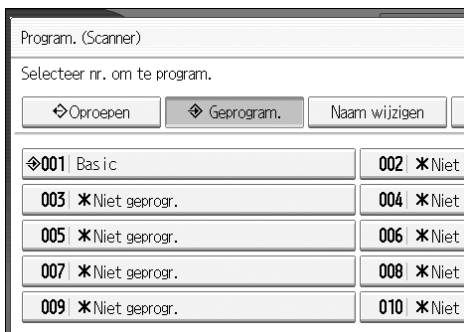 Program. (Scanner)
Selecteer nr. om te program.
Oproepen Geprogram. Naam wijzigen
001 Basic 002 Niet
003 Niet geprogr. 004 Niet
005 Niet geprogr. 006 Niet
007 Niet geprogr. 008 Niet
009 Niet geprogr. 010 Niet